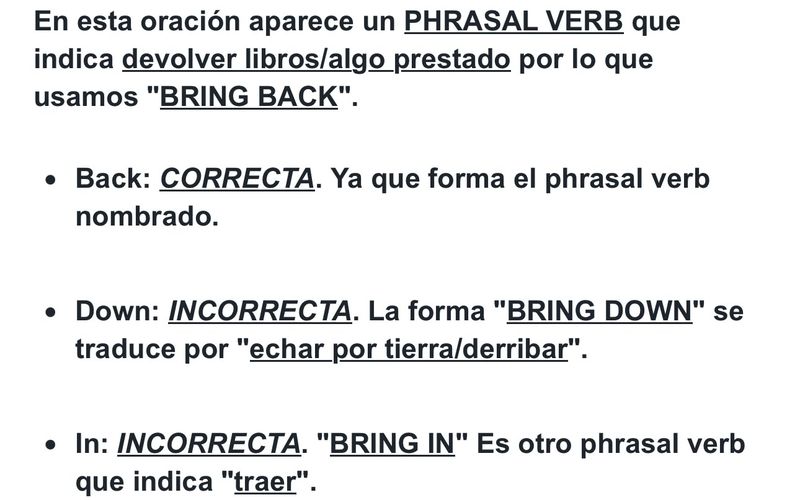 En esta oración aparece un PHRASAL VERB que
indica devolver libros/algo prestado por lo que
usamos "BRING BACK".
• Back: CORRECTA. Ya que forma el phrasal verb
nombrado.
• Down: INCORRECTA. La forma "BRING DOWN" se
traduce por "echar por tierra/derribar".
• In: INCORRECTA. "BRING IN" Es otro phrasal verb
que indica "traer".